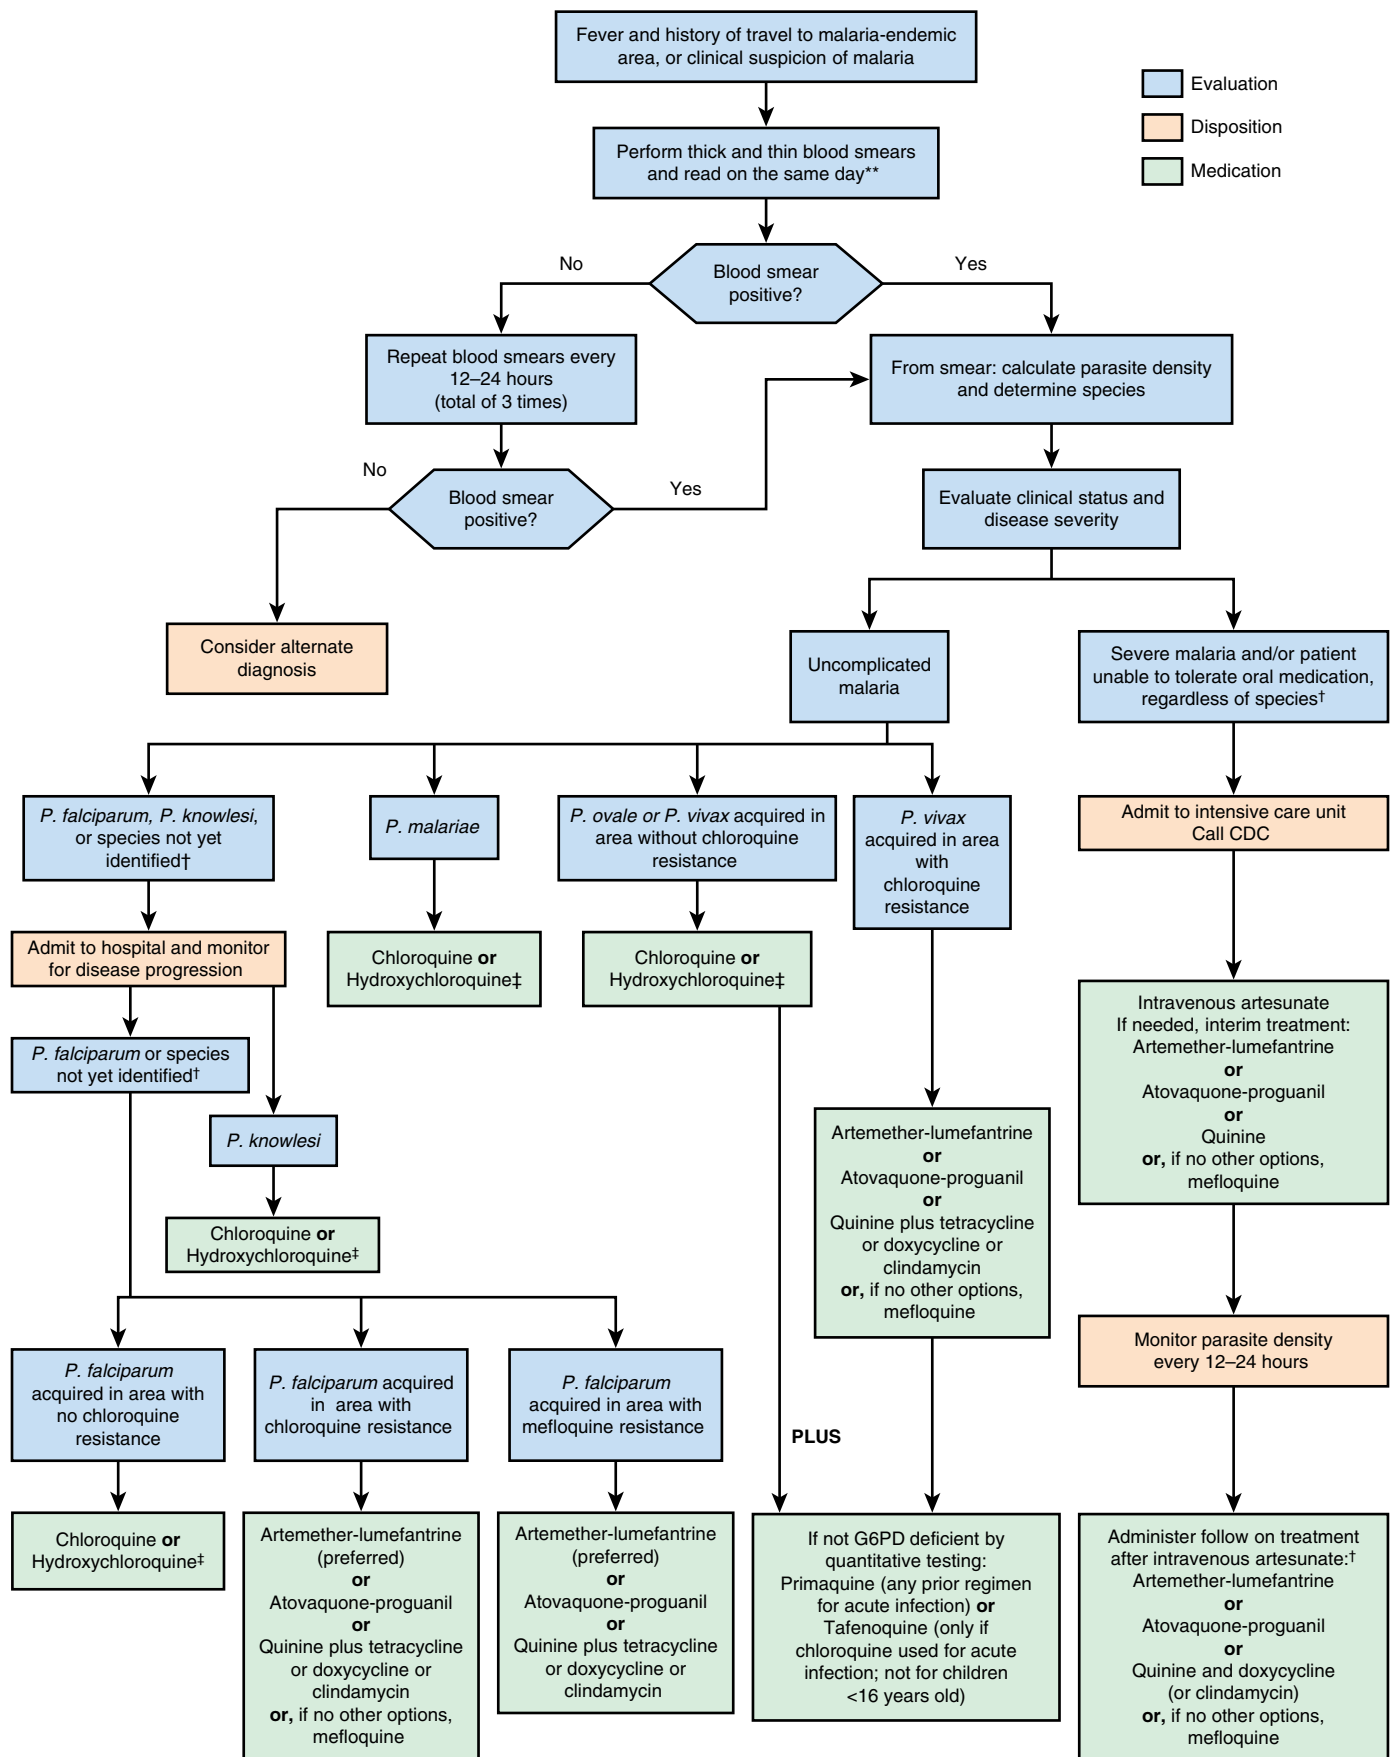 Fever and history of travel to malaria-endemic
area, or clinical suspicion of malaria
Evaluation
Disposition
Medication
Perform thick and thin blood smears
and read on the same day**
Blood smear
positive?
No
Yes
Repeat blood smears every
12–24 hours
(total of 3 times)
From smear: calculate parasite density
and determine species
Blood smear
positive?
No
Yes
Evaluate clinical status and
disease severity
Consider alternate
diagnosis
Uncomplicated
malaria
Severe malaria and/or patient
unable to tolerate oral medication,
regardless of species†
P. falciparum, P. knowlesi,
or species not yet
identified†
P. malariae
P. ovale or P. vivax acquired in
area without chloroquine
resistance
P. vivax
acquired in area
with
chloroquine
resistance
Admit to intensive care unit
Call CDC
Admit to hospital and monitor
for disease progression
Chloroquine or
Hydroxychloroquine‡
Chloroquine or
Hydroxychloroquine‡
Intravenous artesunate
If needed, interim treatment:
Artemether-lumefantrine
or
Atovaquone-proguanil
or
Quinine
or, if no other options,
mefloquine
P. falciparum or species
not yet identified†
P. knowlesi
Chloroquine or
Hydroxychloroquine‡
Artemether-lumefantrine
or
Atovaquone-proguanil
or
Quinine plus tetracycline
or doxycycline or
clindamycin
or, if no other options,
mefloquine
Monitor parasite density
every 12–24 hours
P. falciparum
acquired in area with
no chloroquine
resistance
P. falciparum acquired
in area with
chloroquine resistance
P. falciparum
acquired in area with
mefloquine resistance
PLUS
Chloroquine or
Hydroxychloroquine‡
Artemether-lumefantrine
(preferred)
or
Atovaquone-proguanil
or
Quinine plus tetracycline
or doxycycline or
clindamycin
or, if no other options,
mefloquine
Artemether-lumefantrine
(preferred)
or
Atovaquone-proguanil
or
Quinine plus tetracycline
or doxycycline or
clindamycin
If not G6PD deficient by
quantitative testing:
Primaquine (any prior regimen
for acute infection) or
Tafenoquine (only if
chloroquine used for acute
infection; not for children
<16 years old)
Administer follow on treatment
after intravenous artesunate:†
Artemether-lumefantrine
or
Atovaquone-proguanil
or
Quinine and doxycycline
(or clindamycin)
or, if no other options,
mefloquine